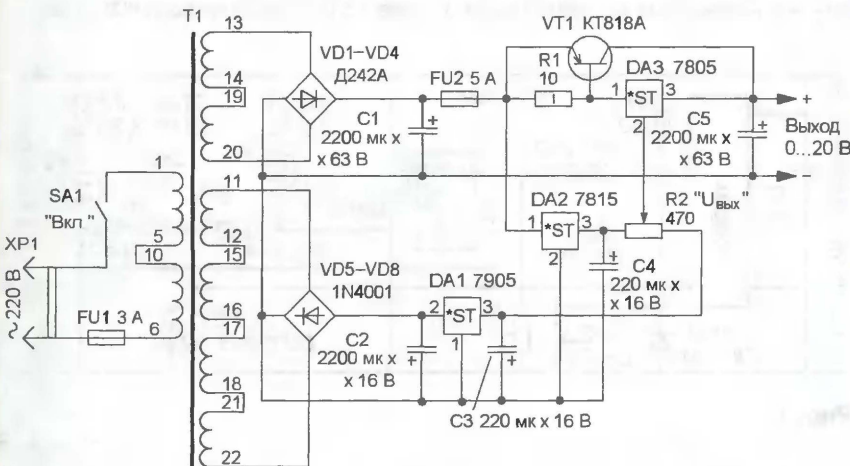 T1
13
14
19
20
VD1–VD4
Д242А
C1
2200 мк х
х 63 В
FU2 5 А
VT1 КТ818А
R1
10
DA3 7805
1
*ST
3
2
C5
2200 мк х
х 63 В
+
Выход
0...20 В
–
SA1
"Вкл."
XP1
~220 В
FU1 3 А
1
5
10
6
11
12
15
16
17
18
21
22
DA2 7815
1
*ST
3
2
R2 "Uвых"
470
C4
220 мк х
х 16 В
VD5–VD8
1N4001
DA1 7905
2
*ST
3
1
C2
2200 мк х
х 16 В
C3 220 мк х 16 В